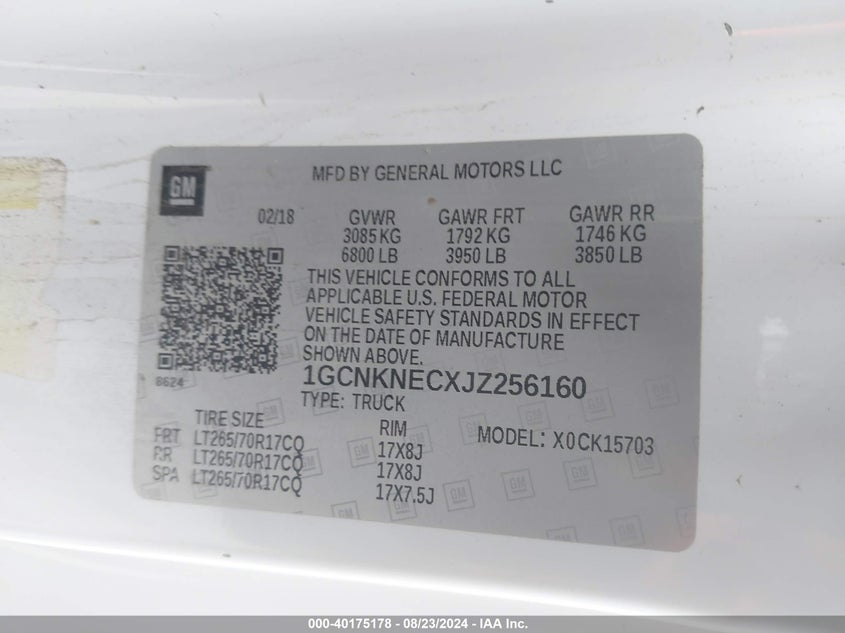 GM
MFD BY GENERAL MOTORS LLC
02/18 GVWR GAWR FRT GAWR RR
3085 KG 1792 KG 1746 KG
6800 LB 3950 LB 3850 LB
THIS VEHICLE CONFORMS TO ALL
APPLICABLE U.S. FEDERAL MOTOR
VEHICLE SAFETY STANDARDS IN EFFECT
ON THE DATE OF MANUFACTURE
SHOWN ABOVE.
8624
1GCNKNECXJZ256160
TYPE: TRUCK
TIRE SIZE RIM MODEL: X0CK15703
FRT LT265/70R17CQ 17X8J
RR LT265/70R17CQ 17X8J
SPA LT265/70R17CQ 17X7.5J
000-40175178 - 08/23/2024 - IAAI.com